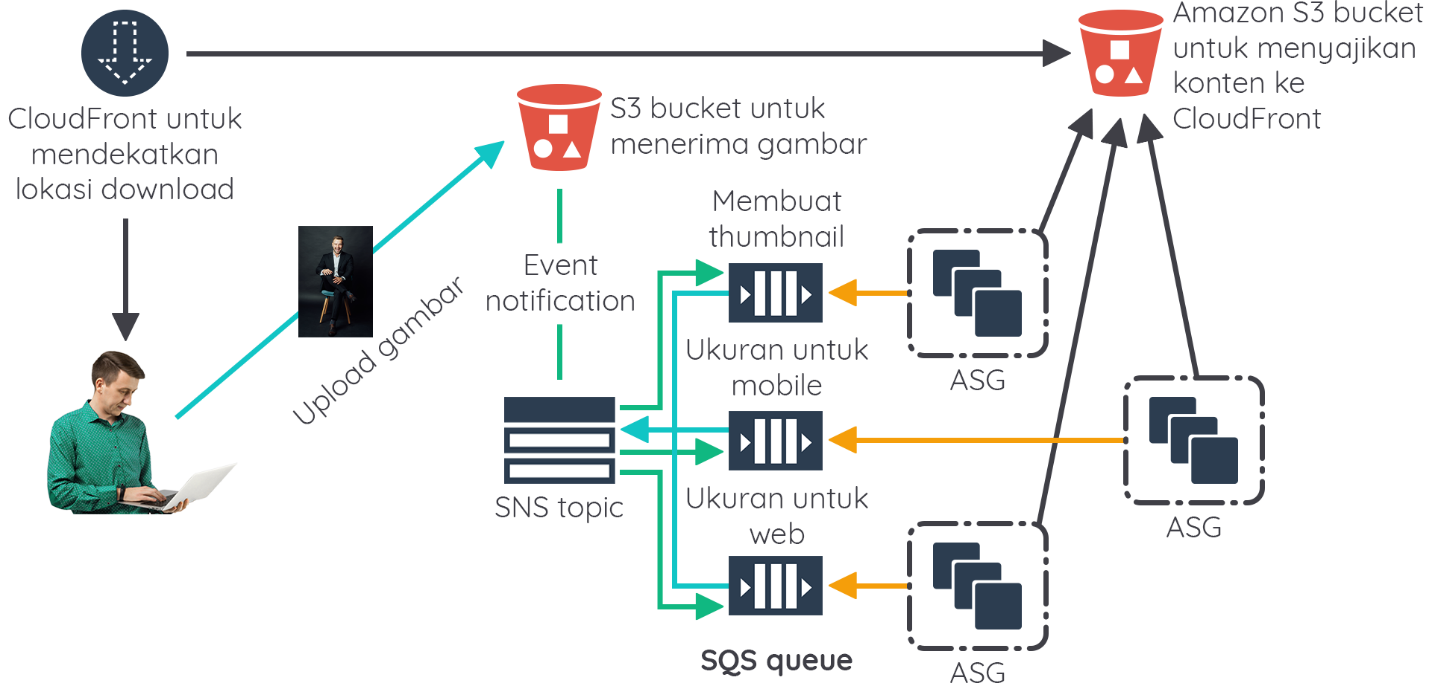 CloudFront untuk
mendekatkan
lokasi download
Upload gambar
S3 bucket untuk
menerima gambar
Event
notification
SNS topic
Membuat
thumbnail
Ukuran untuk
mobile
Ukuran untuk
web
SQS queue
ASG
ASG
ASG
Amazon S3 bucket
untuk menyajikan
konten ke
CloudFront